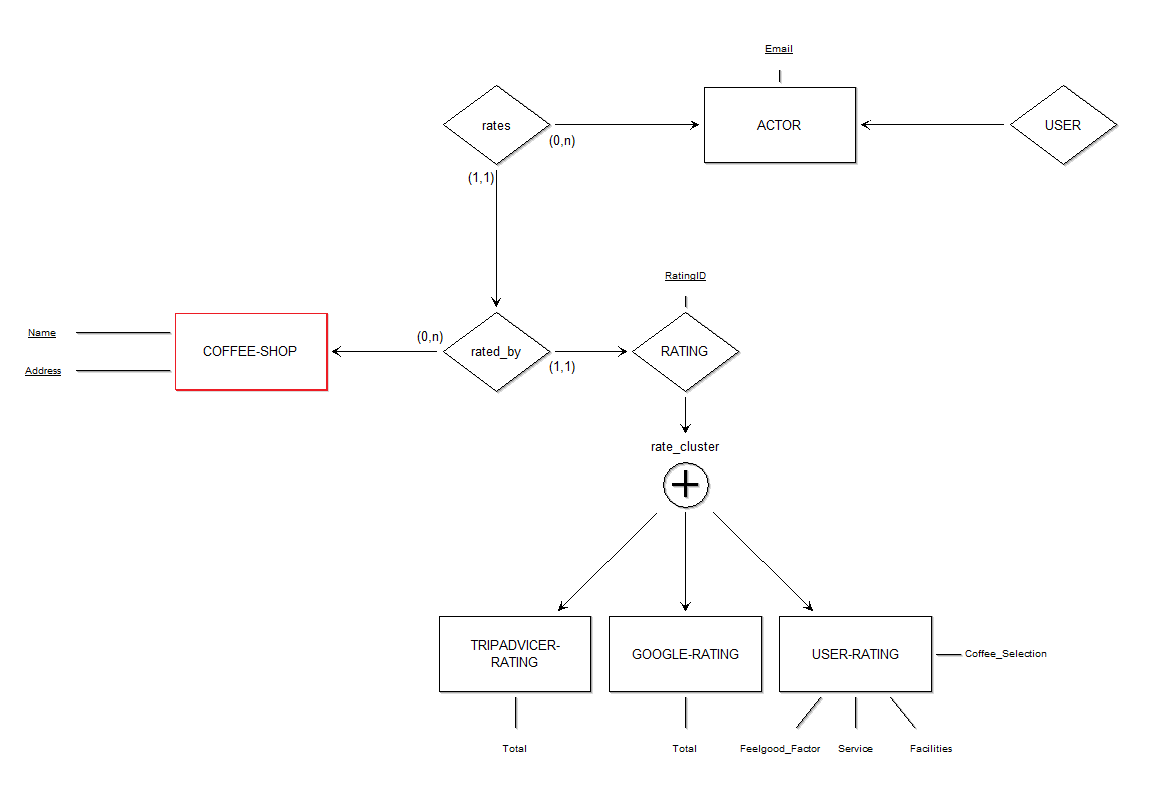 Email
rates
ACTOR
USER
(0,n)
(1,1)
RatingID
Name
COFFEE-SHOP
(0,n)
rated_by
RATING
(1,1)
Address
rate_cluster
TRIPADVICER-
RATING
GOOGLE-RATING
USER-RATING
Coffee_Selection
Total
Total
Feelgood_Factor
Service
Facilities